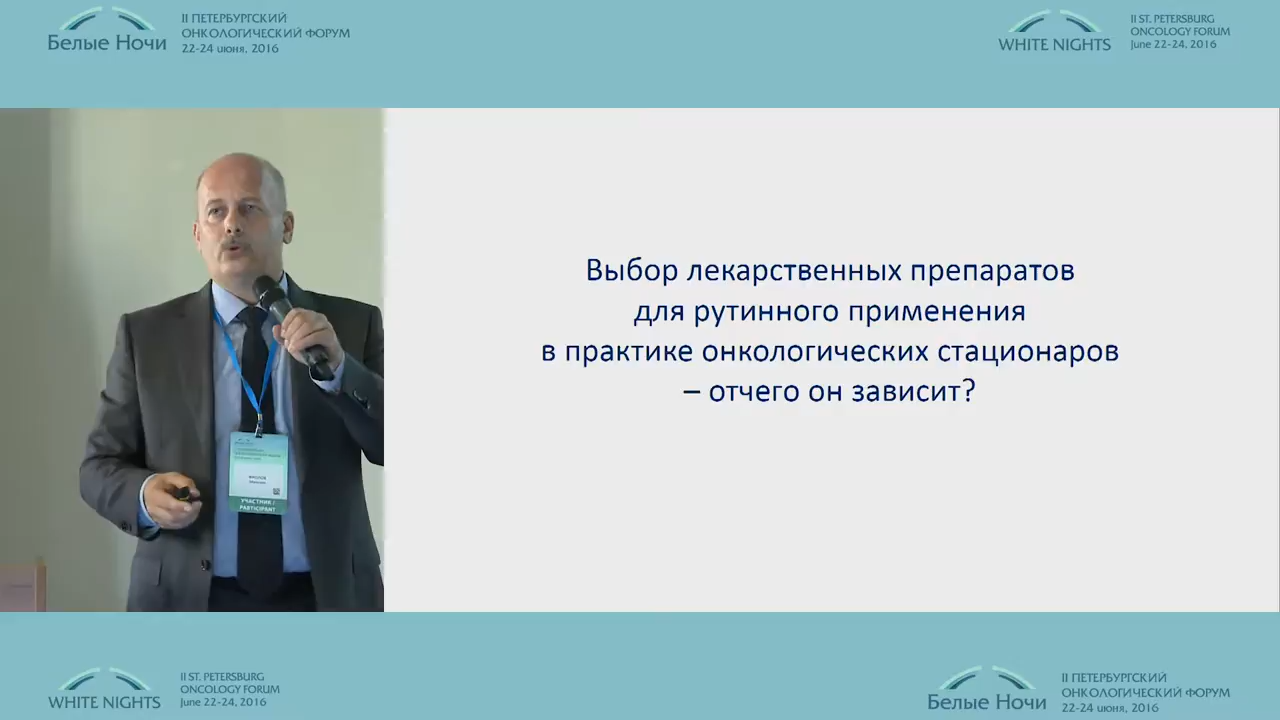 Белые Ночи
II ПЕТЕРБУРГСКИЙ
ОНКОЛОГИЧЕСКИЙ ФОРУМ
22-24 июня, 2016
WHITE NIGHTS
II ST. PETERSBURG
ONCOLOGY FORUM
June 22-24, 2016
Выбор лекарственных препаратов
для рутинного применения
в практике онкологических стационаров
– отчего он зависит?
УЧАСТНИК /
PARTICIPANT
WHITE NIGHTS
II ST. PETERSBURG
ONCOLOGY FORUM
June 22-24, 2016
Белые Ночи
II ПЕТЕРБУРГСКИЙ
ОНКОЛОГИЧЕСКИЙ ФОРУМ
22-24 июня, 2016